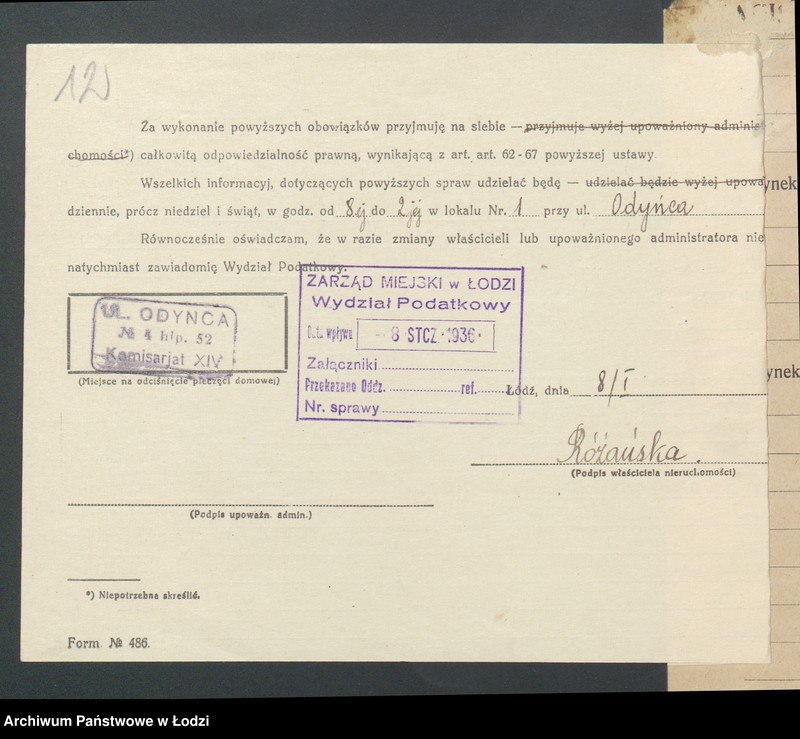 12
Za wykonanie powyższych obowiązków przyjmuję na siebie — przyjmuje wyżej upoważniony adminis
chomości*) całkowitą odpowiedzialność prawną, wynikającą z art. art. 62-67 powyższej ustawy
Wszelkich informacyj, dotyczących powyższych spraw udzielać będę — udzielać będzie wyżej upowa
dziennie, prócz niedziel i świąt, w godz. od 8ej do 2 jej w lokalu Nr. 1 przy ul. Odyńca
Równocześnie oświadczam, że w razie zmiany właścicieli lub upoważnionego administratora nie
natychmiast zawiadomię Wydział Podatkowy.
UL. ODYNCA
№ 4 hip. 52
Komisarjat XIV
(Miejsce na odciśnięcie pieczęci domowej)
ZARZĄD MIEJSKI w ŁODZI
Wydział Podatkowy
Dat. wpływu - 8 STCZ. 1936
Załączniki
Przekazano Oddz. ref.
Nr. sprawy
Łódź, dnia 8/I
Różańska.
(Podpis właściciela nieruchomości)
(Podpis upoważn. admin.)
*) Niepotrzebne skreślić.
Form. № 486.
ynek
ynek
Archiwum Państwowe w Łodzi